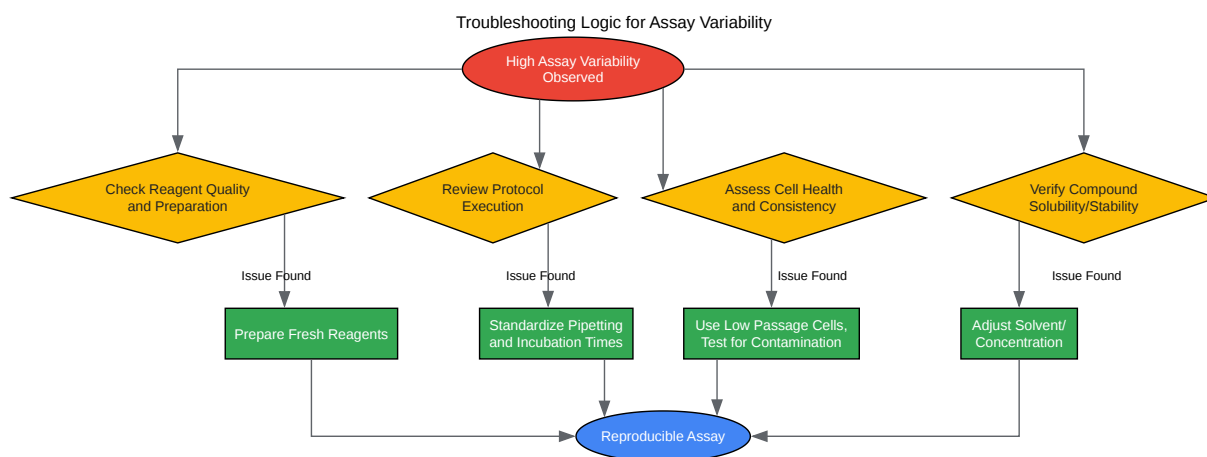 Troubleshooting Logic for Assay Variability
High Assay Variability
Observed
Check Reagent Quality
and Preparation
Review Protocol
Execution
Assess Cell Health
and Consistency
Verify Compound
Solubility/Stability
Issue Found
Issue Found
Issue Found
Issue Found
Prepare Fresh Reagents
Standardize Pipetting
and Incubation Times
Use Low Passage Cells,
Test for Contamination
Adjust Solvent/
Concentration
Reproducible Assay